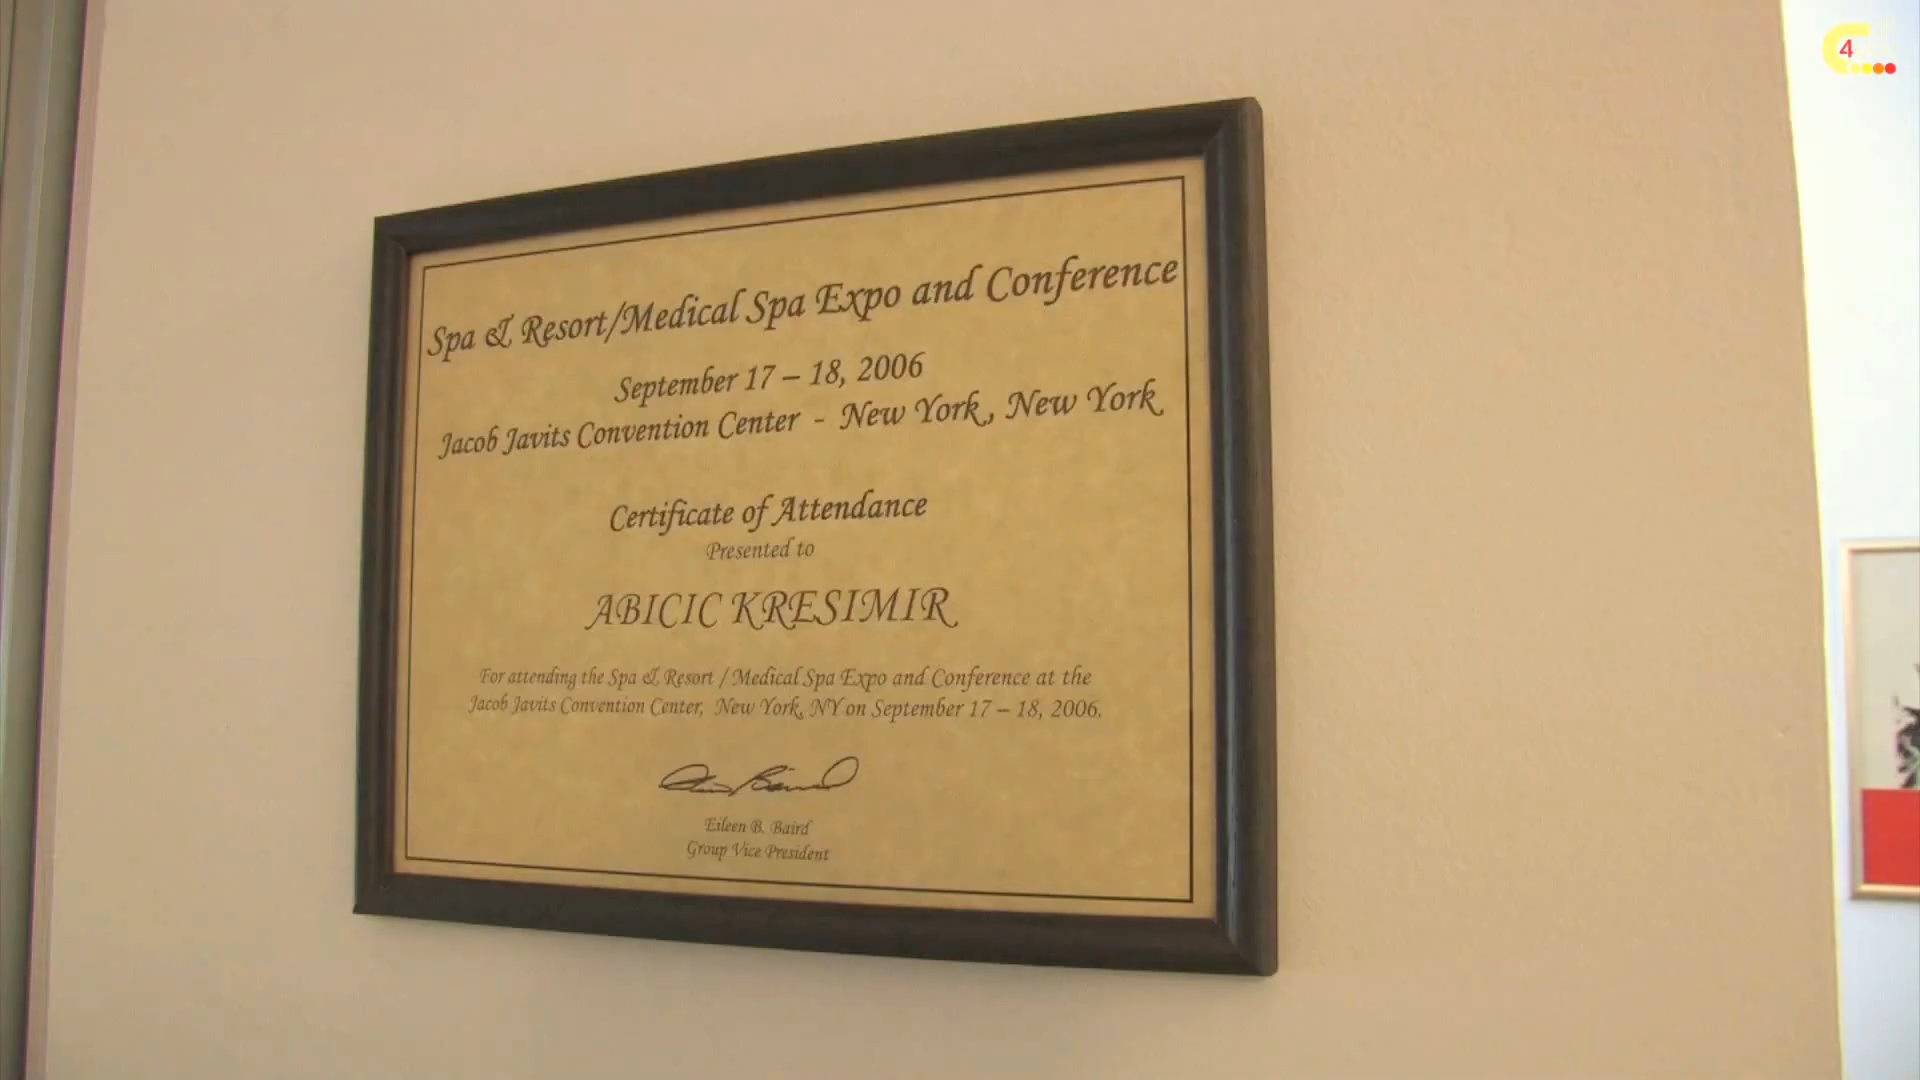 4
Spa & Resort/Medical Spa Expo and Conference
September 17 – 18, 2006
Jacob Javits Convention Center - New York, New York
Certificate of Attendance
Presented to
ABICIC KRESIMIR
For attending the Spa & Resort / Medical Spa Expo and Conference at the
Jacob Javits Convention Center, New York, NY on September 17 – 18, 2006.
Eileen B. Baird
Group Vice President